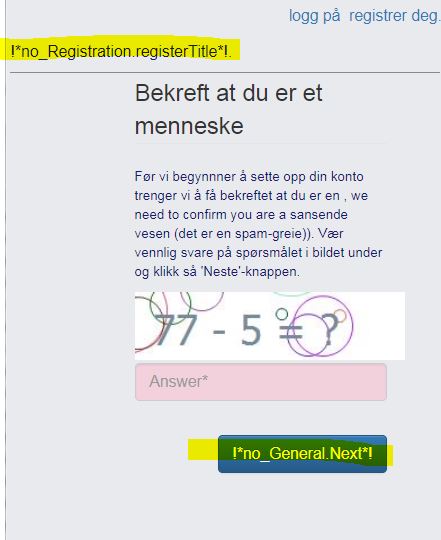 logg på registrer deg.
!*no_Registration.registerTitle*!.
Bekreft at du er et
menneske
Før vi begynnner å sette opp din konto
trenger vi å få bekreftet at du er en , we
need to confirm you are a sansende
vesen (det er en spam-greie)). Vær
vennlig svare på spørsmålet i bildet under
og klikk så 'Neste'-knappen.
77 - 5 = ?
Answer*
!*no_General.Next*!